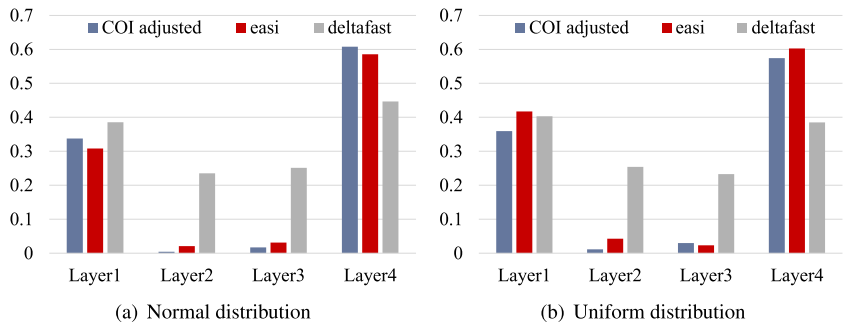 0.7
COI adjusted easi deltafast
0.6
0.5
0.4
0.3
0.2
0.1
0
Layer1 Layer2 Layer3 Layer4
(a) Normal distribution
0.7
COI adjusted easi deltafast
0.6
0.5
0.4
0.3
0.2
0.1
0
Layer1 Layer2 Layer3 Layer4
(b) Uniform distribution